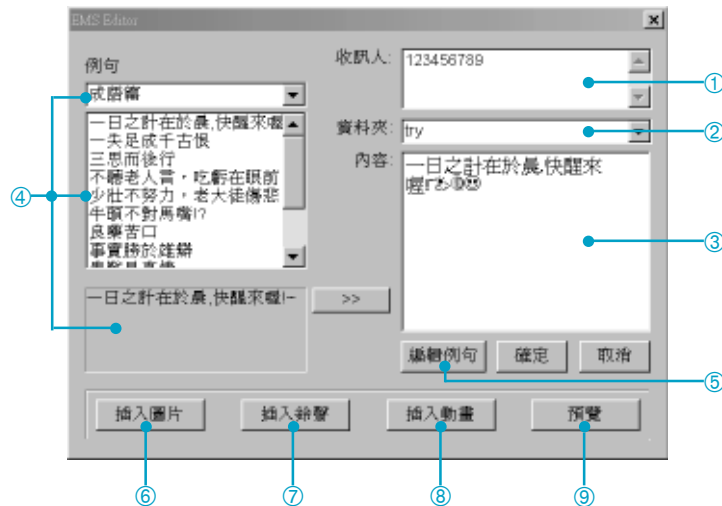 EMS Editor
例句
成語篇
一日之計在於晨,快醒來喔
一失足成千古恨
三思而後行
不聽老人言，吃虧在眼前
少壯不努力，老大徒傷悲
牛頭不對馬嘴!?
良藥苦口
事實勝於雄辯
一日之計在於晨,快醒來喔!~
>>
收訊人:
123456789
資料夾:
try
內容:
一日之計在於晨,快醒來
喔
編輯例句 確定 取消
插入圖片 插入鈴聲 插入動畫 預覽
①
②
③
④
⑤
⑥ ⑦ ⑧ ⑨